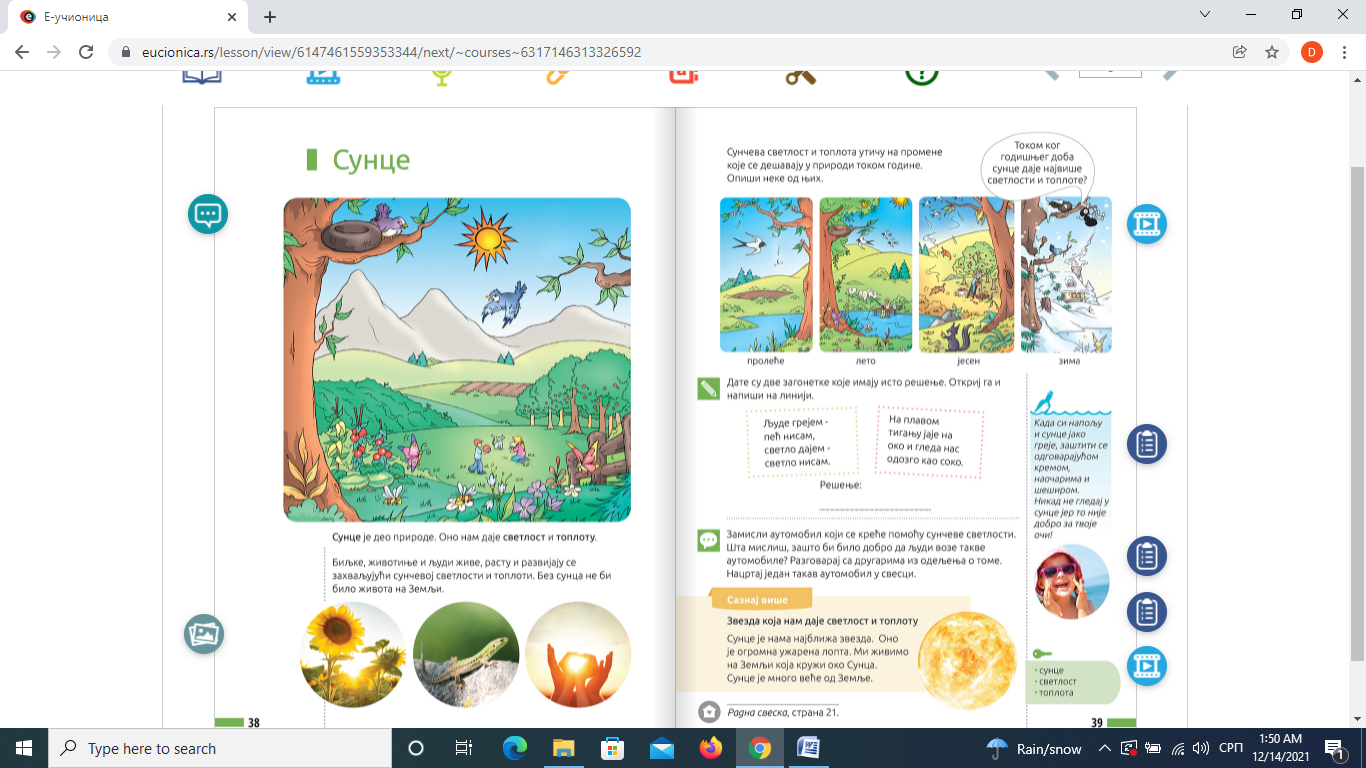 Е-учионица
eucionica.rs/lesson/view/6147461559353344/next/~courses~6317146313326592
D
Сунце
Сунце је део природе. Оно нам даје светлост и топлоту.
Биљке, животиње и људи живе, расту и развијају се
захваљујући сунчевој светлости и топлоти. Без сунца не би
било живота на Земљи.
38
Сунчева светлост и топлота утичу на промене
које се дешавају у природи током године.
Опиши неке од њих.
Током ког
годишњег доба
сунце даје највише
светлости и топлоте?
пролеће
лето
јесен
зима
Дате су две загонетке које имају исто решење. Откриј га и
напиши на линији.
Људе грејем -
пећ нисам,
светло дајем -
светло нисам.
На плавом
тигању јаје на
око и гледа нас
одозго као соко.
Решење:
Када си напољу
и сунце јако
греје, заштити се
одговарајућом
кремом,
наочарима и
шеширом.
Никад не гледај у
сунце јер то није
добро за твоје
очи!
Замисли аутомобил који се креће помоћу сунчеве светлости.
Шта мислиш, зашто би било добро да људи возе такве
аутомобиле? Разговарај са другарима из одељења о томе.
Нацртај један такав аутомобил у свесци.
Сазнај више
Звезда која нам даје светлост и топлоту
Сунце је нама најближа звезда. Оно
је огромна ужарена лопта. Ми живимо
на Земљи која кружи око Сунца.
Сунце је много веће од Земље.
· сунце
· светлост
· топлота
Радна свеска, страна 21.
39
Type here to search
Rain/snow
СРП
1:50 AM
12/14/2021
1